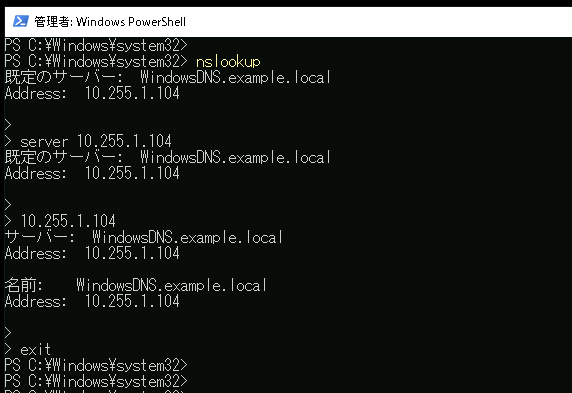 管理者: Windows PowerShell
PS C:¥Windows¥system32>
PS C:¥Windows¥system32> nslookup
既定のサーバー:  WindowsDNS.example.local
Address:  10.255.1.104
>
> server 10.255.1.104
既定のサーバー:  WindowsDNS.example.local
Address:  10.255.1.104
>
> 10.255.1.104
サーバー:  WindowsDNS.example.local
Address:  10.255.1.104
名前:    WindowsDNS.example.local
Address:  10.255.1.104
>
> exit
PS C:¥Windows¥system32>
PS C:¥Windows¥system32>